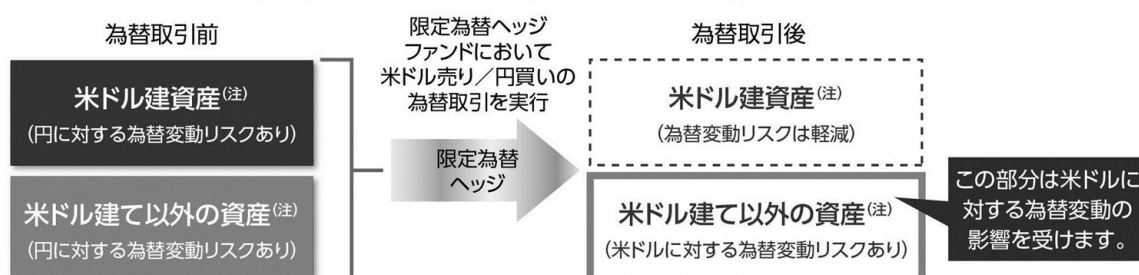 為替取引前
米ドル建資産(注)
(円に対する為替変動リスクあり)
米ドル建て以外の資産(注)
(円に対する為替変動リスクあり)
限定為替ヘッジ
ファンドにおいて
米ドル売り/円買いの
為替取引を実行
限定為替
ヘッジ
為替取引後
米ドル建資産(注)
(為替変動リスクは軽減)
米ドル建て以外の資産(注)
(米ドルに対する為替変動リスクあり)
この部分は米ドルに
対する為替変動の
影響を受けます。